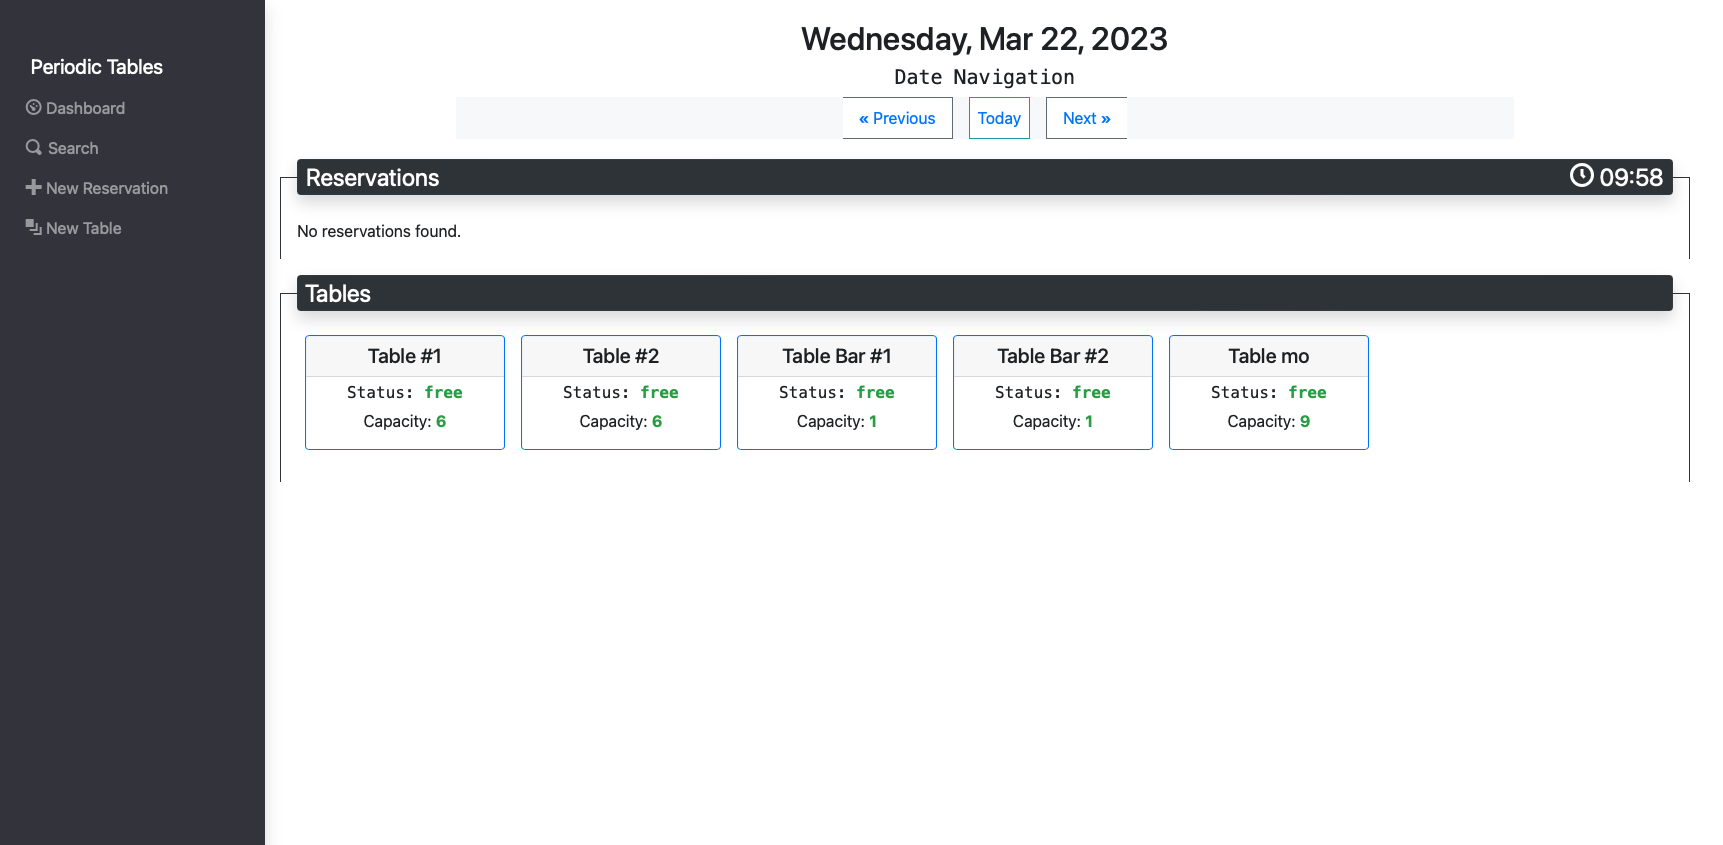 Periodic Tables
Dashboard
Search
New Reservation
New Table
Wednesday, Mar 22, 2023
Date Navigation
« Previous Today Next »
Reservations 09:58
No reservations found.
Tables
Table #1 Table #2 Table Bar #1 Table Bar #2 Table mo
Status: free Status: free Status: free Status: free Status: free
Capacity: 6 Capacity: 6 Capacity: 1 Capacity: 1 Capacity: 9